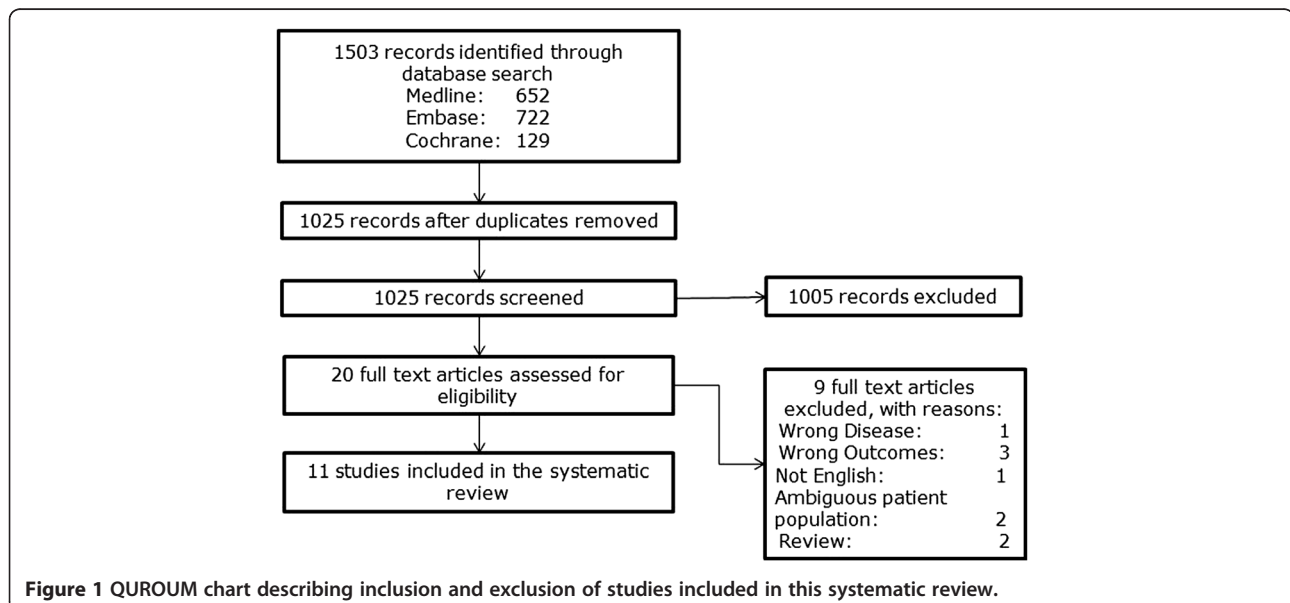 1503 records identified through
database search
Medline: 652
Embase: 722
Cochrane: 129
1025 records after duplicates removed
1025 records screened
1005 records excluded
20 full text articles assessed for
eligibility
9 full text articles
excluded, with reasons:
Wrong Disease: 1
Wrong Outcomes: 3
Not English: 1
Ambiguous patient
population: 2
Review: 2
11 studies included in the systematic
review
Figure 1 QUROUM chart describing inclusion and exclusion of studies included in this systematic review.